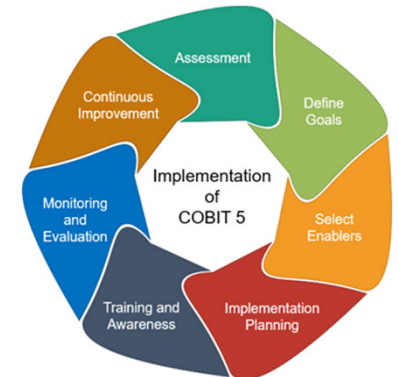 Assessment
Define
Goals
Select
Enablers
Implementation
Planning
Training and
Awareness
Monitoring
and
Evaluation
Continuous
Improvement
Implementation
of
COBIT 5